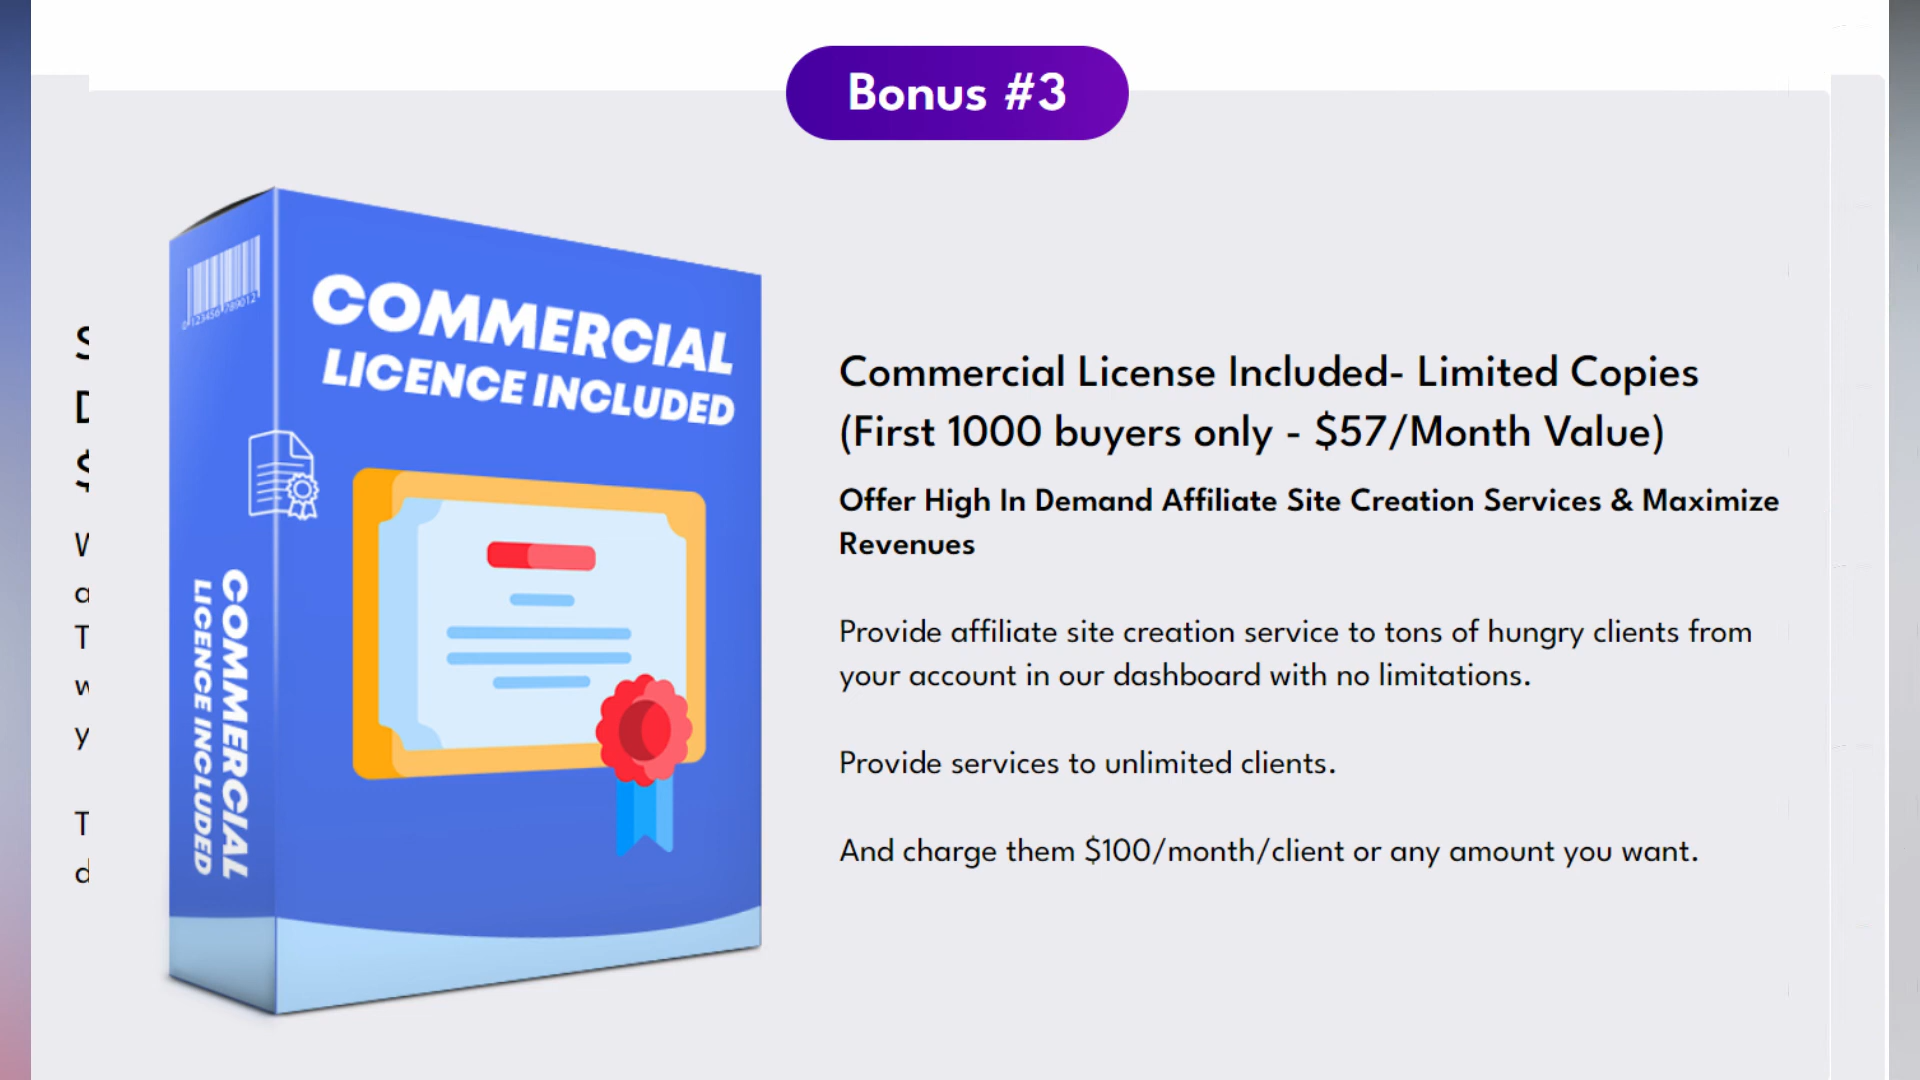 Bonus #3
0 123456 789012
COMMERCIAL
LICENCE INCLUDED
COMMERCIAL
LICENCE INCLUDED
Commercial License Included- Limited Copies
(First 1000 buyers only - $57/Month Value)
Offer High In Demand Affiliate Site Creation Services & Maximize
Revenues
Provide affiliate site creation service to tons of hungry clients from
your account in our dashboard with no limitations.
Provide services to unlimited clients.
And charge them $100/month/client or any amount you want.